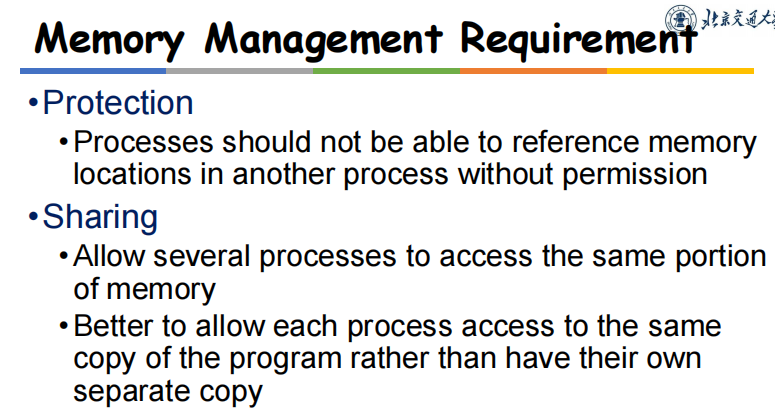 Memory Management Requirement
北京交通大学
•Protection
•Processes should not be able to reference memory
locations in another process without permission
•Sharing
•Allow several processes to access the same portion
of memory
•Better to allow each process access to the same
copy of the program rather than have their own
separate copy